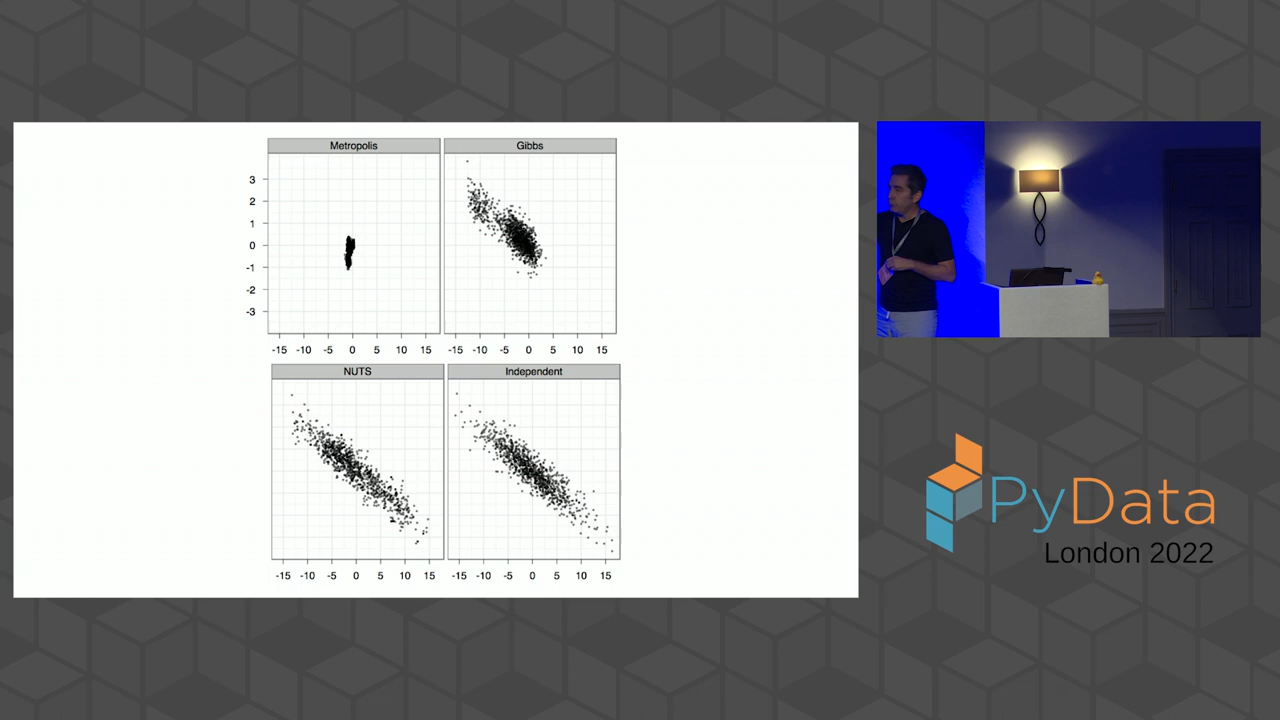 Metropolis Gibbs
3
2
1
0
-1
-2
-3
-15 -10 -5 0 5 10 15 -15 -10 -5 0 5 10 15
NUTS Independent
-15 -10 -5 0 5 10 15 -15 -10 -5 0 5 10 15
PyData
London 2022